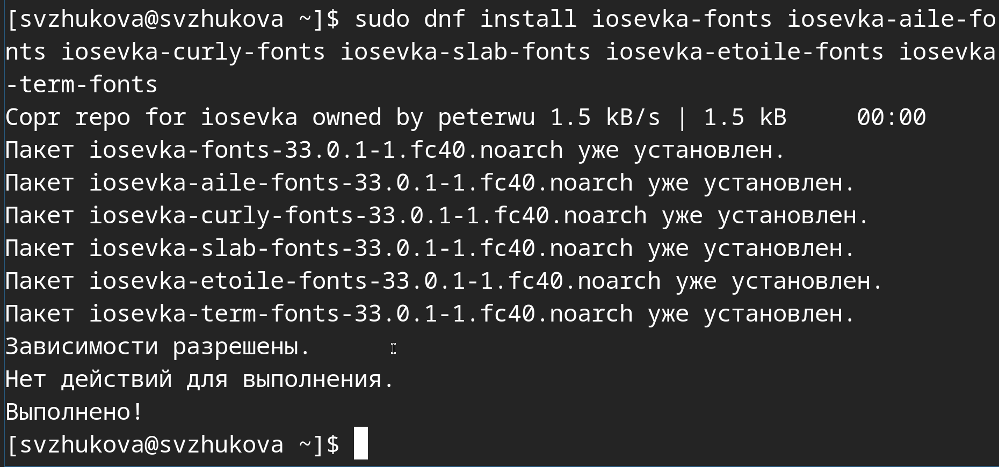 [svzhukova@svzhukova ~]$ sudo dnf install iosevka-fonts iosevka-aile-fo
nts iosevka-curly-fonts iosevka-slab-fonts iosevka-etoile-fonts iosevka
-term-fonts
Copr repo for iosevka owned by peterwu 1.5 kB/s | 1.5 kB     00:00
Пакет iosevka-fonts-33.0.1-1.fc40.noarch уже установлен.
Пакет iosevka-aile-fonts-33.0.1-1.fc40.noarch уже установлен.
Пакет iosevka-curly-fonts-33.0.1-1.fc40.noarch уже установлен.
Пакет iosevka-slab-fonts-33.0.1-1.fc40.noarch уже установлен.
Пакет iosevka-etoile-fonts-33.0.1-1.fc40.noarch уже установлен.
Пакет iosevka-term-fonts-33.0.1-1.fc40.noarch уже установлен.
Зависимости разрешены.
Нет действий для выполнения.
Выполнено!
[svzhukova@svzhukova ~]$